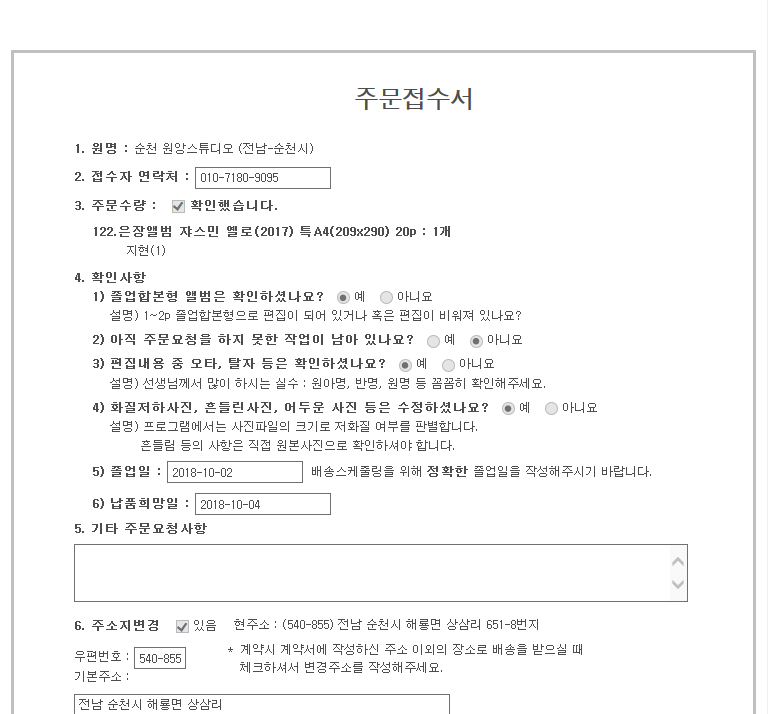 주문접수서
1. 원명 : 순천 원앙스튜디오 (전남-순천시)
2. 접수자 연락처 : 010-7180-9095
3. 주문수량 : 확인했습니다.
122.은장앨범 쟈스민 옐로(2017) 특A4(209x290) 20p : 1개
지현(1)
4. 확인사항
1) 졸업합본형 앨범은 확인하셨나요? 예 아니요
설명) 1~2p 졸업합본형으로 편집이 되어 있거나 혹은 편집이 비워져 있나요?
2) 아직 주문요청을 하지 못한 작업이 남아 있나요? 예 아니요
3) 편집내용 중 오타, 탈자 등은 확인하셨나요? 예 아니요
설명) 선생님께서 많이 하시는 실수 : 원아명, 반명, 원명 등 꼼꼼히 확인해주세요.
4) 화질저하사진, 흔들린사진, 어두운 사진 등은 수정하셨나요? 예 아니요
설명) 프로그램에서는 사진파일의 크기로 저화질 여부를 판별합니다.
흔들림 등의 사항은 직접 원본사진으로 확인하셔야 합니다.
5) 졸업일 : 2018-10-02 배송스케줄링을 위해 정확한 졸업일을 작성해주시기 바랍니다.
6) 납품희망일 : 2018-10-04
5. 기타 주문요청사항
6. 주소지변경 있음 현주소 : (540-855) 전남 순천시 해룡면 상삼리 651-8번지
우편번호 : 540-855 * 계약시 계약서에 작성하신 주소 이외의 장소로 배송을 받으실 때
체크하셔서 변경주소를 작성해주세요.
기본주소 :
전남 순천시 해룡면 상삼리